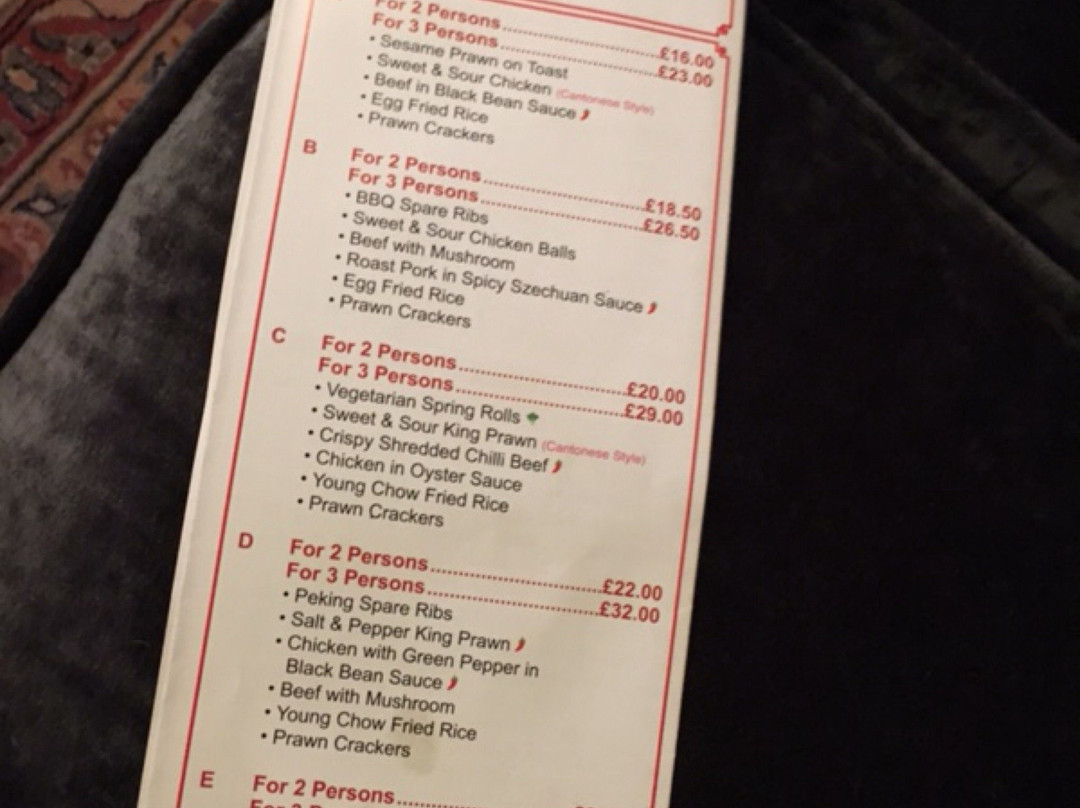 For 2 Persons...............................£16.00
For 3 Persons...............................£23.00
• Sesame Prawn on Toast
• Sweet & Sour Chicken (Cantonese Style)
• Beef in Black Bean Sauce
• Egg Fried Rice
• Prawn Crackers
B For 2 Persons...............................£18.50
For 3 Persons...............................£26.50
• BBQ Spare Ribs
• Sweet & Sour Chicken Balls
• Beef with Mushroom
• Roast Pork in Spicy Szechuan Sauce
• Egg Fried Rice
• Prawn Crackers
C For 2 Persons...............................£20.00
For 3 Persons...............................£29.00
• Vegetarian Spring Rolls
• Sweet & Sour King Prawn (Cantonese Style)
• Crispy Shredded Chilli Beef
• Chicken in Oyster Sauce
• Young Chow Fried Rice
• Prawn Crackers
D For 2 Persons...............................£22.00
For 3 Persons...............................£32.00
• Peking Spare Ribs
• Salt & Pepper King Prawn
• Chicken with Green Pepper in
Black Bean Sauce
• Beef with Mushroom
• Young Chow Fried Rice
• Prawn Crackers
E For 2 Persons...............